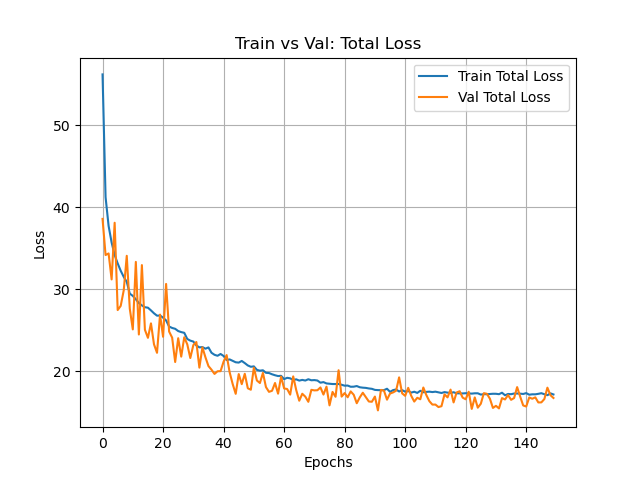 Train vs Val: Total Loss
Train Total Loss
Val Total Loss
50
40
30
20
Loss
0 20 40 60 80 100 120 140
Epochs